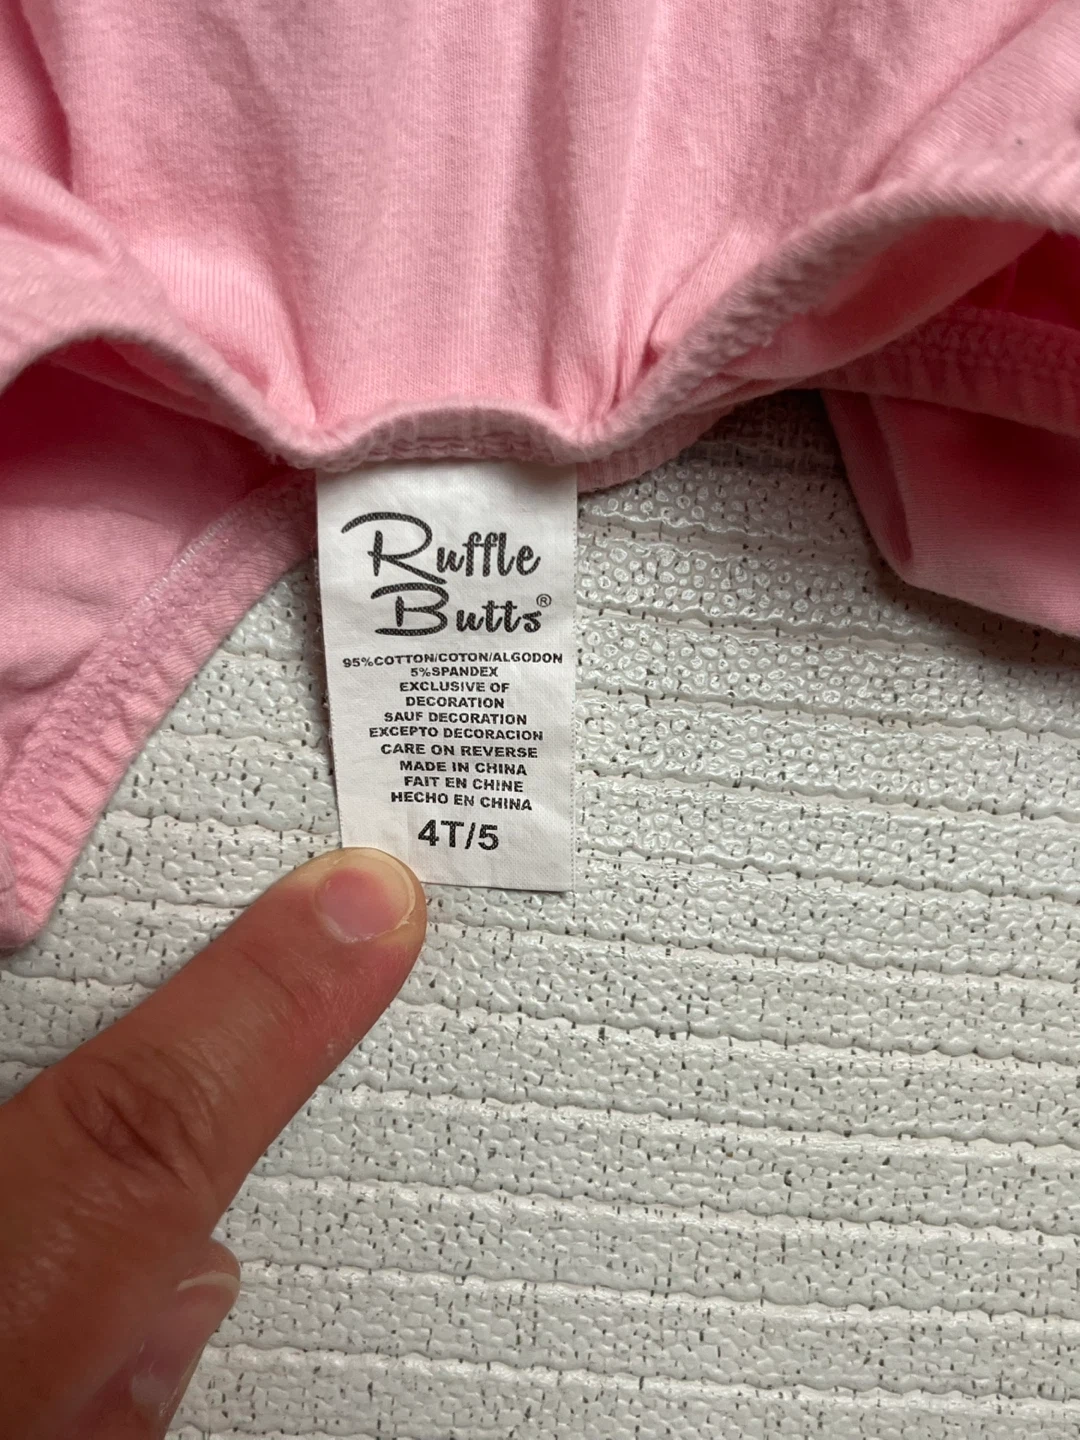 Ruffle
Butts®
95%COTTON/COTON/ALGODON
5%SPANDEX
EXCLUSIVE OF
DECORATION
SAUF DECORATION
EXCEPTO DECORACION
CARE ON REVERSE
MADE IN CHINA
FAIT EN CHINE
HECHO EN CHINA
4T/5